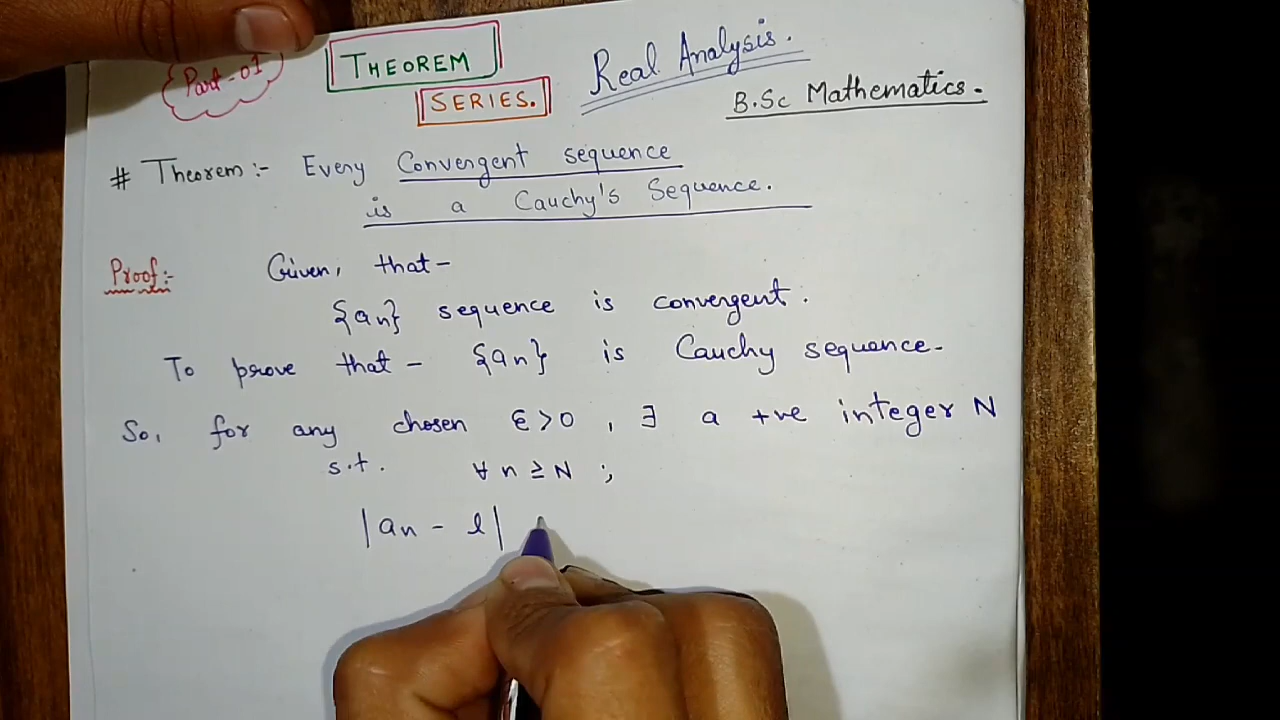 Part-01
THEOREM
SERIES.
Real Analysis.
B.Sc Mathematics.
# Theorem:- Every Convergent sequence
is a Cauchy's Sequence.
Proof:- Given, that-
{an} sequence is convergent.
To prove that- {an} is Cauchy sequence.
So, for any chosen ε>0, ∃ a +ve integer N
s.t. ∀ n ≥ N ;,
|an - l|